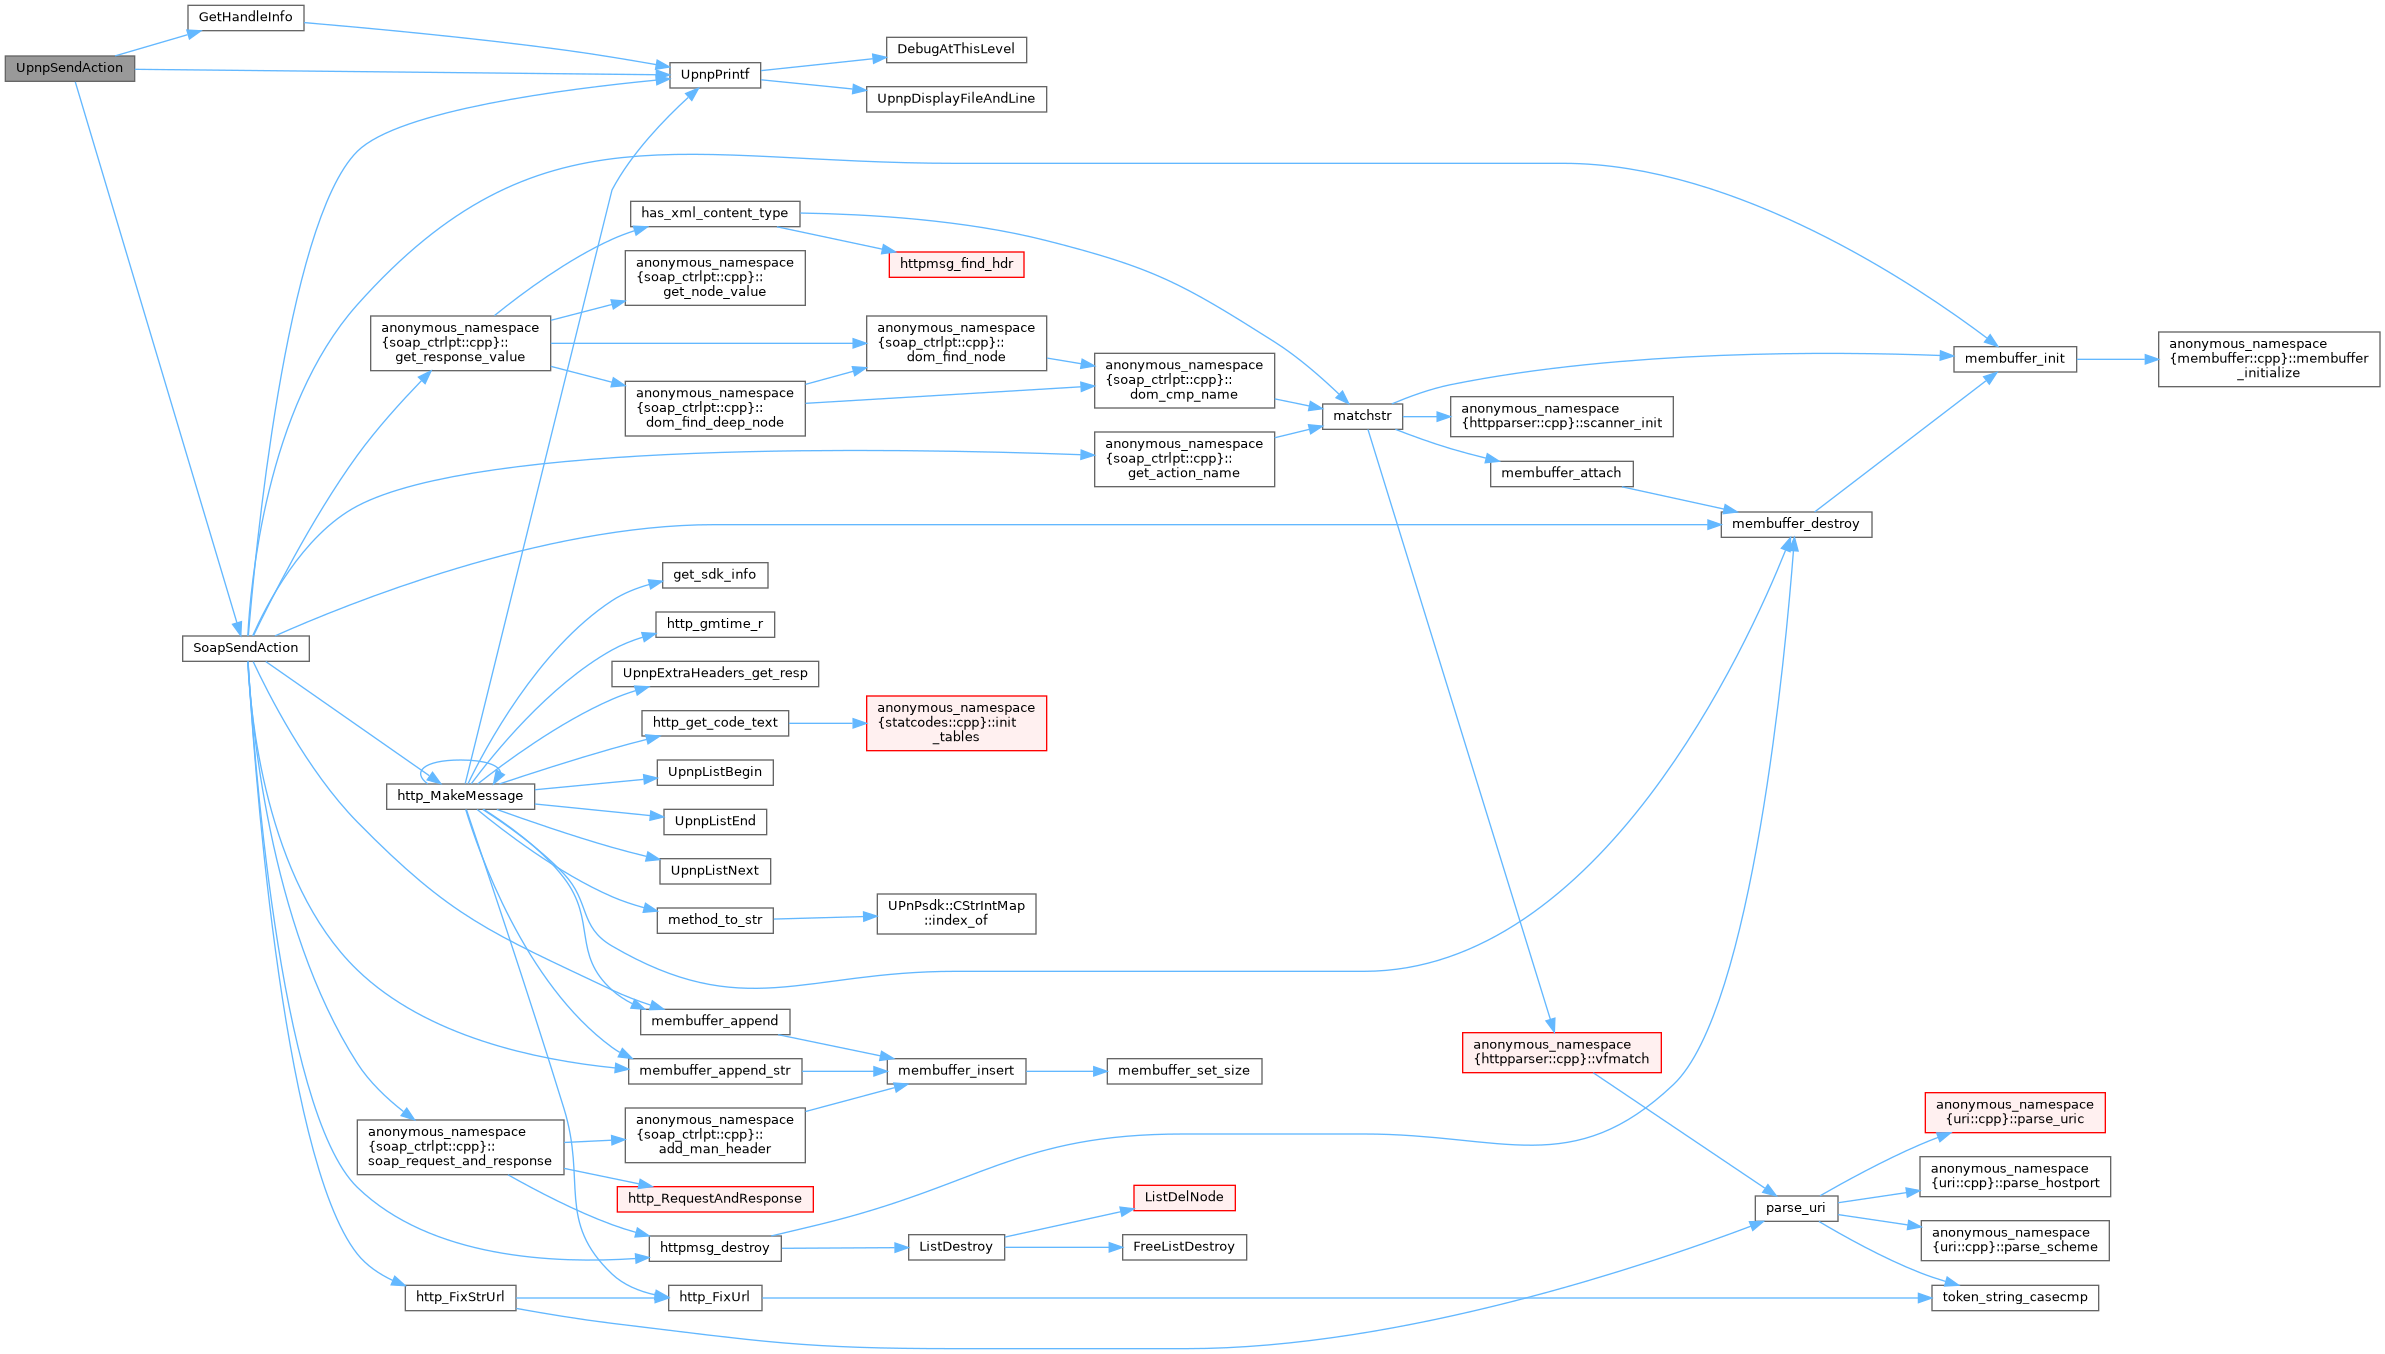 UpnpSendAction
GetHandleInfo
SoapSendAction
UpnpPrintf
DebugAtThisLevel
UpnpDisplayFileAndLine
has_xml_content_type
httpmsg_find_hdr
anonymous_namespace
{soap_ctrlpt::cpp}::
get_node_value
anonymous_namespace
{soap_ctrlpt::cpp}::
get_response_value
anonymous_namespace
{soap_ctrlpt::cpp}::
dom_find_node
anonymous_namespace
{soap_ctrlpt::cpp}::
dom_find_deep_node
anonymous_namespace
{soap_ctrlpt::cpp}::
dom_cmp_name
anonymous_namespace
{soap_ctrlpt::cpp}::
get_action_name
matchstr
anonymous_namespace
{httpparser::cpp}::scanner_init
membuffer_attach
membuffer_destroy
membuffer_init
anonymous_namespace
{membuffer::cpp}::membuffer
_initialize
get_sdk_info
http_gmtime_r
UpnpExtraHeaders_get_resp
http_get_code_text
anonymous_namespace
{statcodes::cpp}::init
_tables
http_MakeMessage
UpnpListBegin
UpnpListEnd
UpnpListNext
method_to_str
UPnPsdk::CStrIntMap
::index_of
membuffer_append
membuffer_append_str
membuffer_insert
membuffer_set_size
anonymous_namespace
{soap_ctrlpt::cpp}::
soap_request_and_response
anonymous_namespace
{soap_ctrlpt::cpp}::
add_man_header
http_RequestAndResponse
httpmsg_destroy
ListDestroy
ListDelNode
FreeListDestroy
http_FixStrUrl
http_FixUrl
anonymous_namespace
{httpparser::cpp}::vfmatch
parse_uri
anonymous_namespace
{uri::cpp}::parse_uric
anonymous_namespace
{uri::cpp}::parse_hostport
anonymous_namespace
{uri::cpp}::parse_scheme
token_string_casecmp